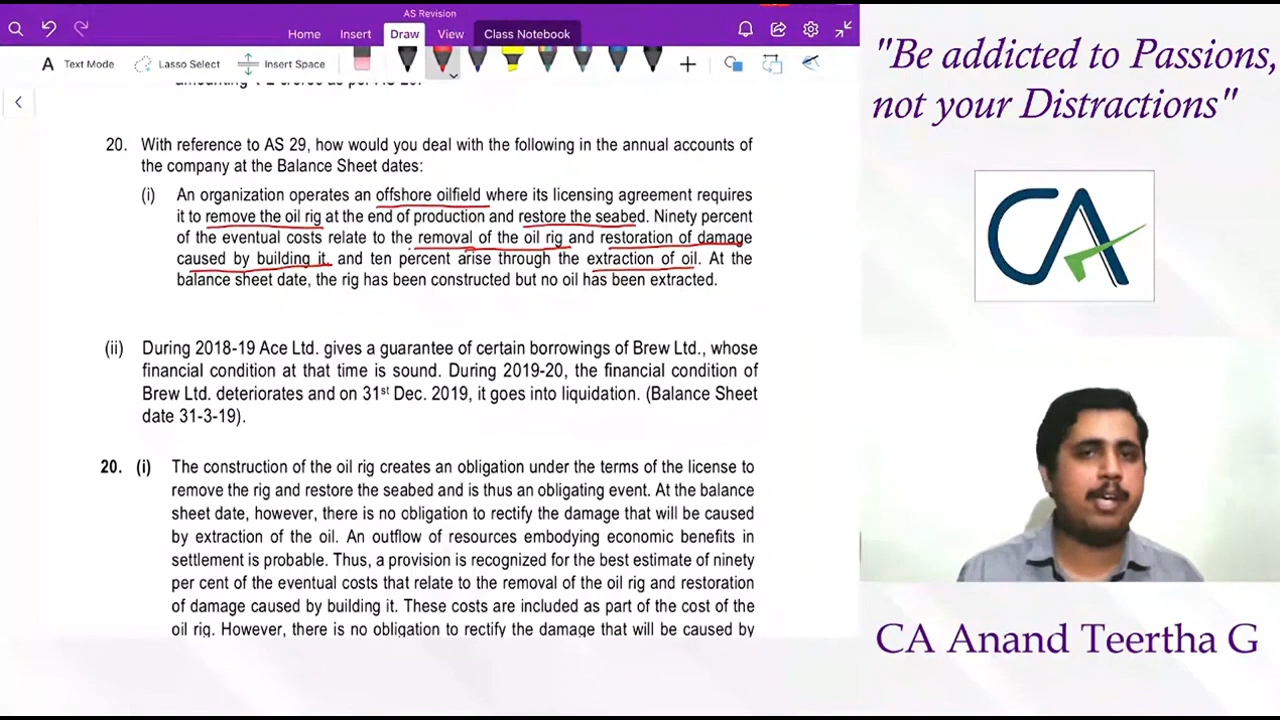 AS Revision
Home Insert Draw View Class Notebook
A Text Mode Lasso Select Insert Space
20. With reference to AS 29, how would you deal with the following in the annual accounts of
the company at the Balance Sheet dates:
(i) An organization operates an offshore oilfield where its licensing agreement requires
it to remove the oil rig at the end of production and restore the seabed. Ninety percent
of the eventual costs relate to the removal of the oil rig and restoration of damage
caused by building it. and ten percent arise through the extraction of oil. At the
balance sheet date, the rig has been constructed but no oil has been extracted.
(ii) During 2018-19 Ace Ltd. gives a guarantee of certain borrowings of Brew Ltd., whose
financial condition at that time is sound. During 2019-20, the financial condition of
Brew Ltd. deteriorates and on 31st Dec. 2019, it goes into liquidation. (Balance Sheet
date 31-3-19).
20. (i) The construction of the oil rig creates an obligation under the terms of the license to
remove the rig and restore the seabed and is thus an obligating event. At the balance
sheet date, however, there is no obligation to rectify the damage that will be caused
by extraction of the oil. An outflow of resources embodying economic benefits in
settlement is probable. Thus, a provision is recognized for the best estimate of ninety
per cent of the eventual costs that relate to the removal of the oil rig and restoration
of damage caused by building it. These costs are included as part of the cost of the
oil rig. However, there is no obligation to rectify the damage that will be caused by
"Be addicted to Passions,
not your Distractions"
CA
CA Anand Teertha G